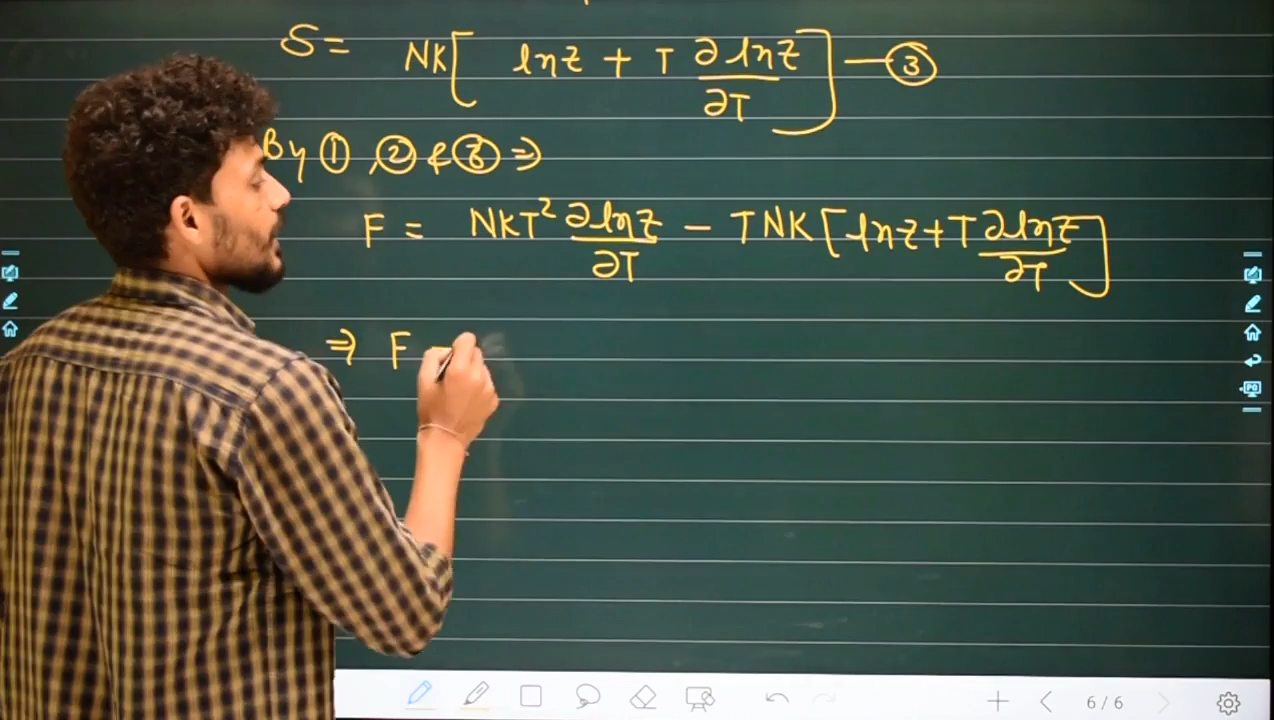 S = NK[ lnz + T ∂lnz/∂T ] —③
By ①, ② & ③ ⇒
F = NKT² ∂lnz/∂T − TNK[lnz+T ∂lnz/∂T]
⇒ F =
6/6